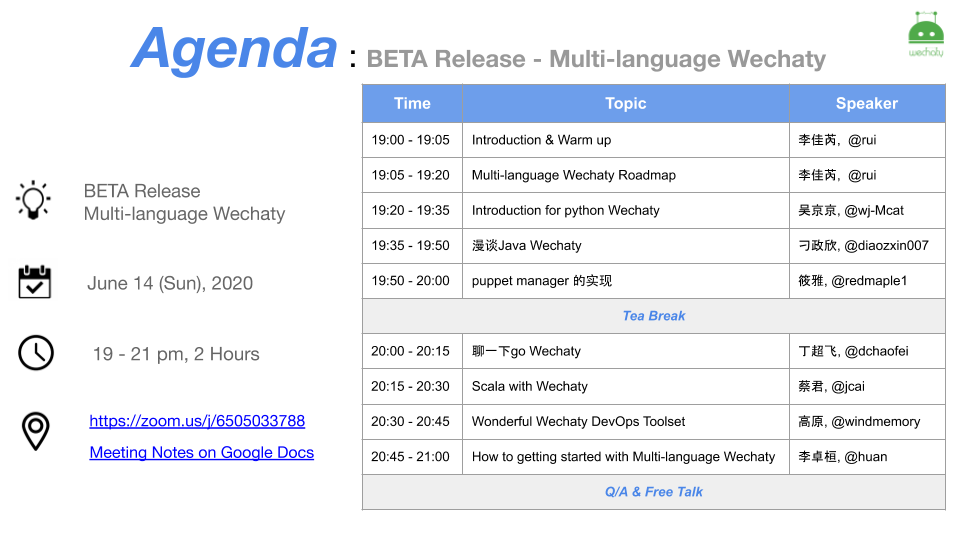 Agenda : BETA Release - Multi-language Wechaty
wechaty
BETA Release
Multi-language Wechaty
June 14 (Sun), 2020
19 - 21 pm, 2 Hours
https://zoom.us/j/6505033788
Meeting Notes on Google Docs
Time Topic Speaker
19:00 - 19:05 Introduction & Warm up 李佳芮, @rui
19:05 - 19:20 Multi-language Wechaty Roadmap 李佳芮, @rui
19:20 - 19:35 Introduction for python Wechaty 吴京京, @wj-Mcat
19:35 - 19:50 漫谈Java Wechaty 刁政欣, @diaozxin007
19:50 - 20:00 puppet manager 的实现 筱雅, @redmaple1
Tea Break
20:00 - 20:15 聊一下go Wechaty 丁超飞, @dchaofei
20:15 - 20:30 Scala with Wechaty 蔡君, @jcai
20:30 - 20:45 Wonderful Wechaty DevOps Toolset 高原, @windmemory
20:45 - 21:00 How to getting started with Multi-language Wechaty 李卓桓, @huan
Q/A & Free Talk